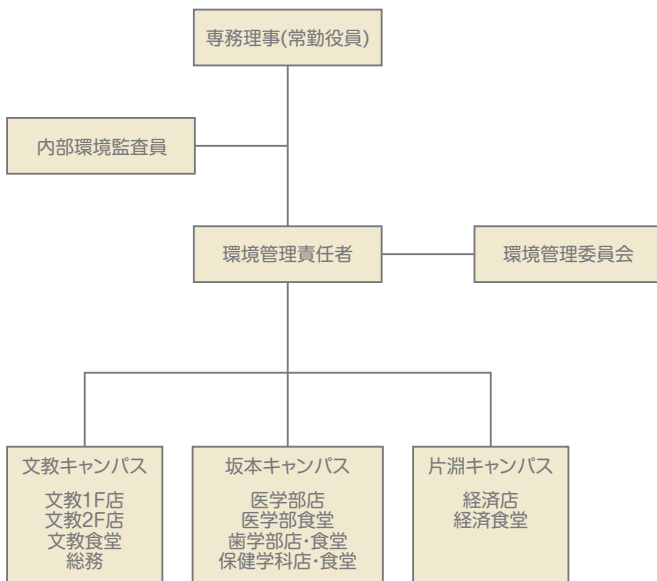 専務理事(常勤役員)
内部環境監査員
環境管理責任者
環境管理委員会
文教キャンパス
文教1F店
文教2F店
文教食堂
総務
坂本キャンパス
医学部店
医学部食堂
歯学部店・食堂
保健学科店・食堂
片淵キャンパス
経済店
経済食堂